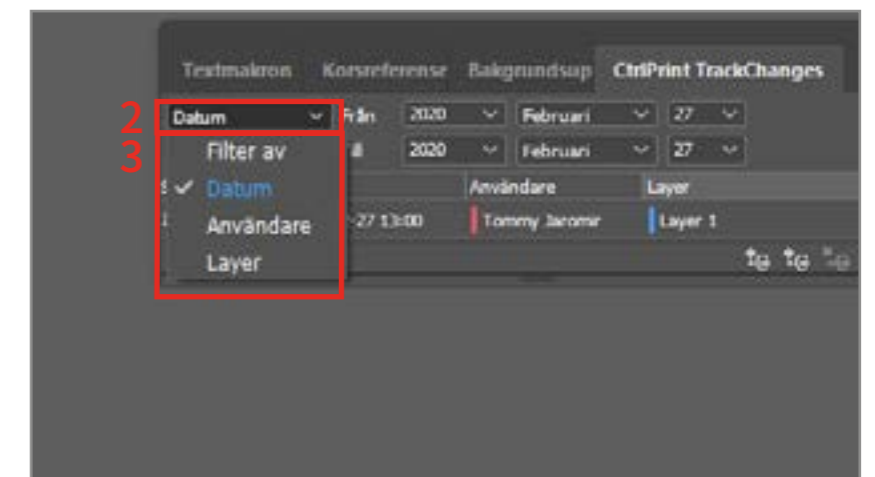 Textmakron Korsreferense Bakgrundsup CtrlPrint TrackChanges
2 Datum Från 2020 Februari 27
3 Filter av 2020 Februari 27
Datum Användare Layer
Användare -27 13:00 Tommy Jaromir Layer 1
Layer